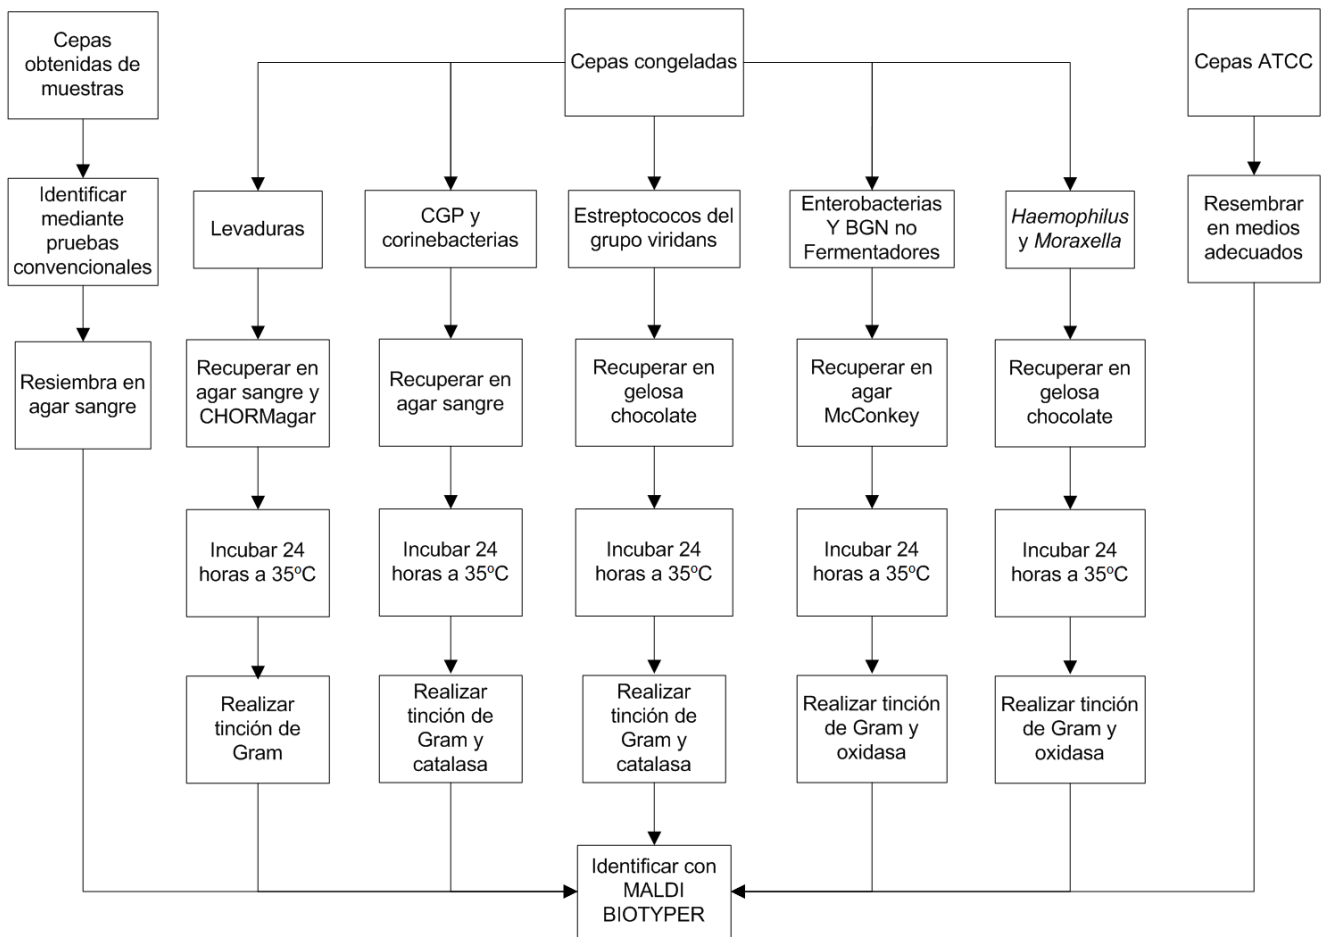 Cepas
obtenidas de
muestras
Cepas congeladas
Cepas ATCC
Identificar
mediante
pruebas
convencionales
Levaduras
CGP y
corinebacterias
Estreptococos del
grupo viridans
Enterobacterias
Y BGN no
Fermentadores
Haemophilus
y Moraxella
Resembrar
en medios
adecuados
Resiembra en
agar sangre
Recuperar en
agar sangre y
CHORMagar
Recuperar en
agar sangre
Recuperar en
gelosa
chocolate
Recuperar en
agar
McConkey
Recuperar en
gelosa
chocolate
Incubar 24
horas a 35ºC
Incubar 24
horas a 35ºC
Incubar 24
horas a 35ºC
Incubar 24
horas a 35ºC
Incubar 24
horas a 35ºC
Realizar
tinción de
Gram
Realizar
tinción de
Gram y
catalasa
Realizar
tinción de
Gram y
catalasa
Realizar tinción
de Gram y
oxidasa
Realizar tinción
de Gram y
oxidasa
Identificar con
MALDI
BIOTYPER